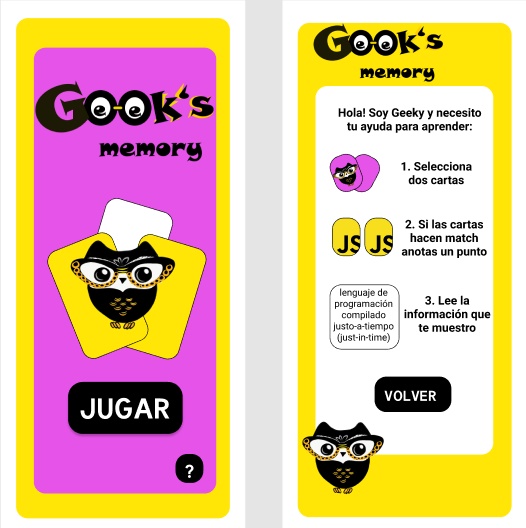 Gook's
memory
JUGAR
?
Gook's
memory
Hola! Soy Geeky y necesito
tu ayuda para aprender:
1. Selecciona
dos cartas
JS JS
2. Si las cartas
hacen match
anotas un punto
lenguaje de
programación
compilado
justo-a-tiempo
(just-in-time)
3. Lee la
información que
te muestro
VOLVER